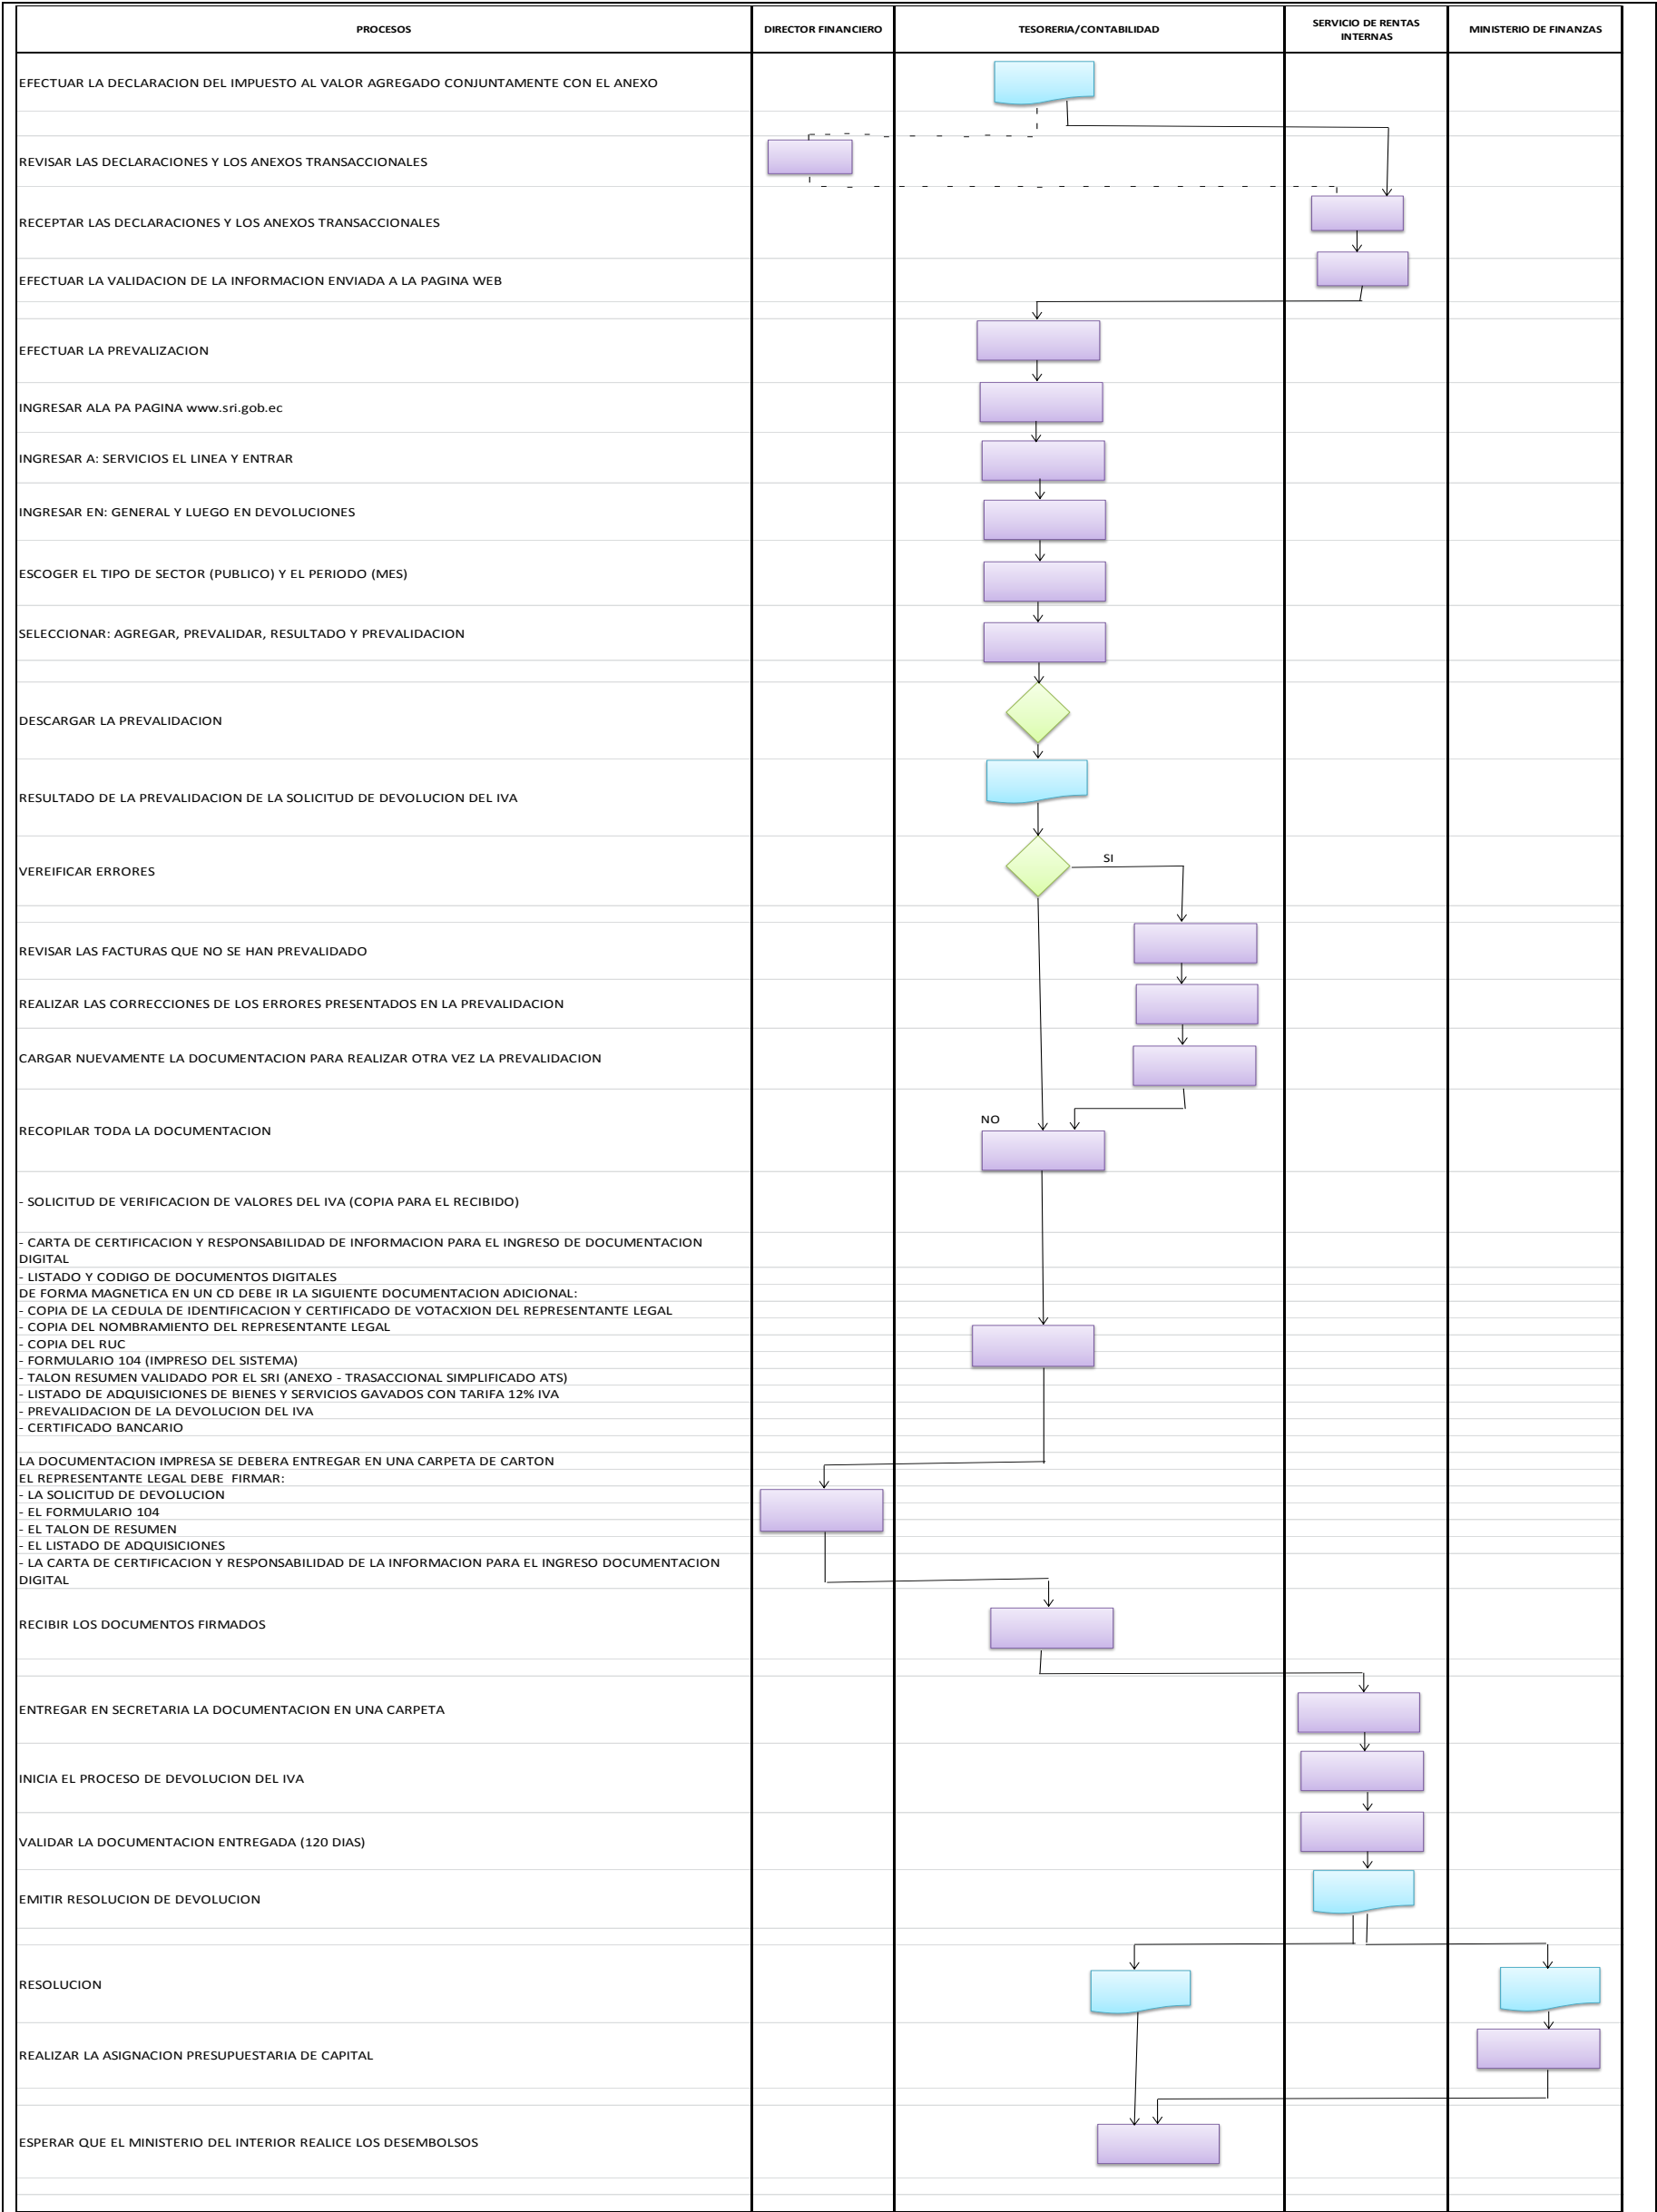 PROCESOS
DIRECTOR FINANCIERO
TESORERIA/CONTABILIDAD
SERVICIO DE RENTAS
INTERNAS
MINISTERIO DE FINANZAS
EFECTUAR LA DECLARACION DEL IMPUESTO AL VALOR AGREGADO CONJUNTAMENTE CON EL ANEXO
REVISAR LAS DECLARACIONES Y LOS ANEXOS TRANSACCIONALES
RECEPTAR LAS DECLARACIONES Y LOS ANEXOS TRANSACCIONALES
EFECTUAR LA VALIDACION DE LA INFORMACION ENVIADA A LA PAGINA WEB
EFECTUAR LA PREVALIZACION
INGRESAR ALA PA PAGINA www.sri.gob.ec
INGRESAR A: SERVICIOS EL LINEA Y ENTRAR
INGRESAR EN: GENERAL Y LUEGO EN DEVOLUCIONES
ESCOGER EL TIPO DE SECTOR (PUBLICO) Y EL PERIODO (MES)
SELECCIONAR: AGREGAR, PREVALIDAR, RESULTADO Y PREVALIDACION
DESCARGAR LA PREVALIDACION
RESULTADO DE LA PREVALIDACION DE LA SOLICITUD DE DEVOLUCION DEL IVA
VEREIFICAR ERRORES
SI
REVISAR LAS FACTURAS QUE NO SE HAN PREVALIDADO
REALIZAR LAS CORRECCIONES DE LOS ERRORES PRESENTADOS EN LA PREVALIDACION
CARGAR NUEVAMENTE LA DOCUMENTACION PARA REALIZAR OTRA VEZ LA PREVALIDACION
NO
RECOPILAR TODA LA DOCUMENTACION
- SOLICITUD DE VERIFICACION DE VALORES DEL IVA (COPIA PARA EL RECIBIDO)
- CARTA DE CERTIFICACION Y RESPONSABILIDAD DE INFORMACION PARA EL INGRESO DE DOCUMENTACION
DIGITAL
- LISTADO Y CODIGO DE DOCUMENTOS DIGITALES
DE FORMA MAGNETICA EN UN CD DEBE IR LA SIGUIENTE DOCUMENTACION ADICIONAL:
- COPIA DE LA CEDULA DE IDENTIFICACION Y CERTIFICADO DE VOTACXION DEL REPRESENTANTE LEGAL
- COPIA DEL NOMBRAMIENTO DEL REPRESENTANTE LEGAL
- COPIA DEL RUC
- FORMULARIO 104 (IMPRESO DEL SISTEMA)
- TALON RESUMEN VALIDADO POR EL SRI (ANEXO - TRASACCIONAL SIMPLIFICADO ATS)
- LISTADO DE ADQUISICIONES DE BIENES Y SERVICIOS GAVADOS CON TARIFA 12% IVA
- PREVALIDACION DE LA DEVOLUCION DEL IVA
- CERTIFICADO BANCARIO
LA DOCUMENTACION IMPRESA SE DEBERA ENTREGAR EN UNA CARPETA DE CARTON
EL REPRESENTANTE LEGAL DEBE FIRMAR:
- LA SOLICITUD DE DEVOLUCION
- EL FORMULARIO 104
- EL TALON DE RESUMEN
- EL LISTADO DE ADQUISICIONES
- LA CARTA DE CERTIFICACION Y RESPONSABILIDAD DE LA INFORMACION PARA EL INGRESO DOCUMENTACION
DIGITAL
RECIBIR LOS DOCUMENTOS FIRMADOS
ENTREGAR EN SECRETARIA LA DOCUMENTACION EN UNA CARPETA
INICIA EL PROCESO DE DEVOLUCION DEL IVA
VALIDAR LA DOCUMENTACION ENTREGADA (120 DIAS)
EMITIR RESOLUCION DE DEVOLUCION
RESOLUCION
REALIZAR LA ASIGNACION PRESUPUESTARIA DE CAPITAL
ESPERAR QUE EL MINISTERIO DEL INTERIOR REALICE LOS DESEMBOLSOS